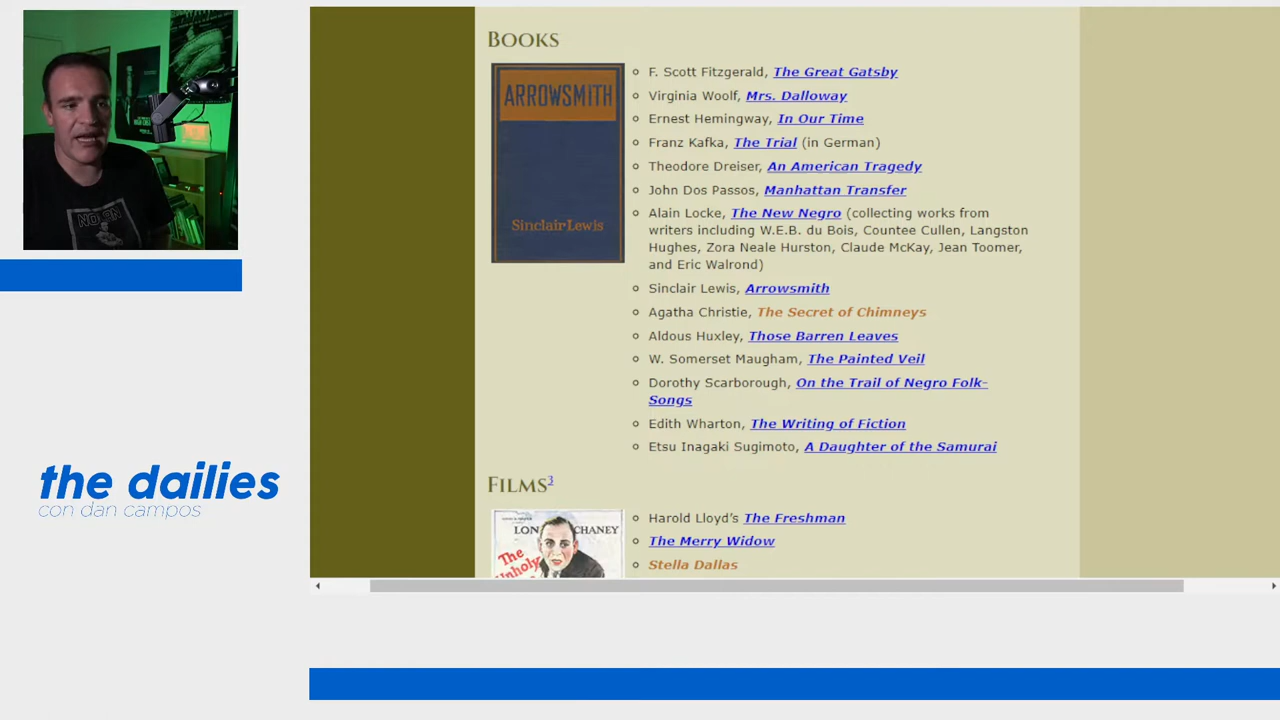 BOOKS
ARROWSMITH
Sinclair Lewis
F. Scott Fitzgerald, The Great Gatsby
Virginia Woolf, Mrs. Dalloway
Ernest Hemingway, In Our Time
Franz Kafka, The Trial (in German)
Theodore Dreiser, An American Tragedy
John Dos Passos, Manhattan Transfer
Alain Locke, The New Negro (collecting works from
writers including W.E.B. du Bois, Countee Cullen, Langston
Hughes, Zora Neale Hurston, Claude McKay, Jean Toomer,
and Eric Walrond)
Sinclair Lewis, Arrowsmith
Agatha Christie, The Secret of Chimneys
Aldous Huxley, Those Barren Leaves
W. Somerset Maugham, The Painted Veil
Dorothy Scarborough, On the Trail of Negro Folk-
Songs
Edith Wharton, The Writing of Fiction
Etsu Inagaki Sugimoto, A Daughter of the Samurai
FILMS3
LON CHANEY
The
Unholy
Harold Lloyd's The Freshman
The Merry Widow
Stella Dallas
NOLAN
the dailies
con dan campos